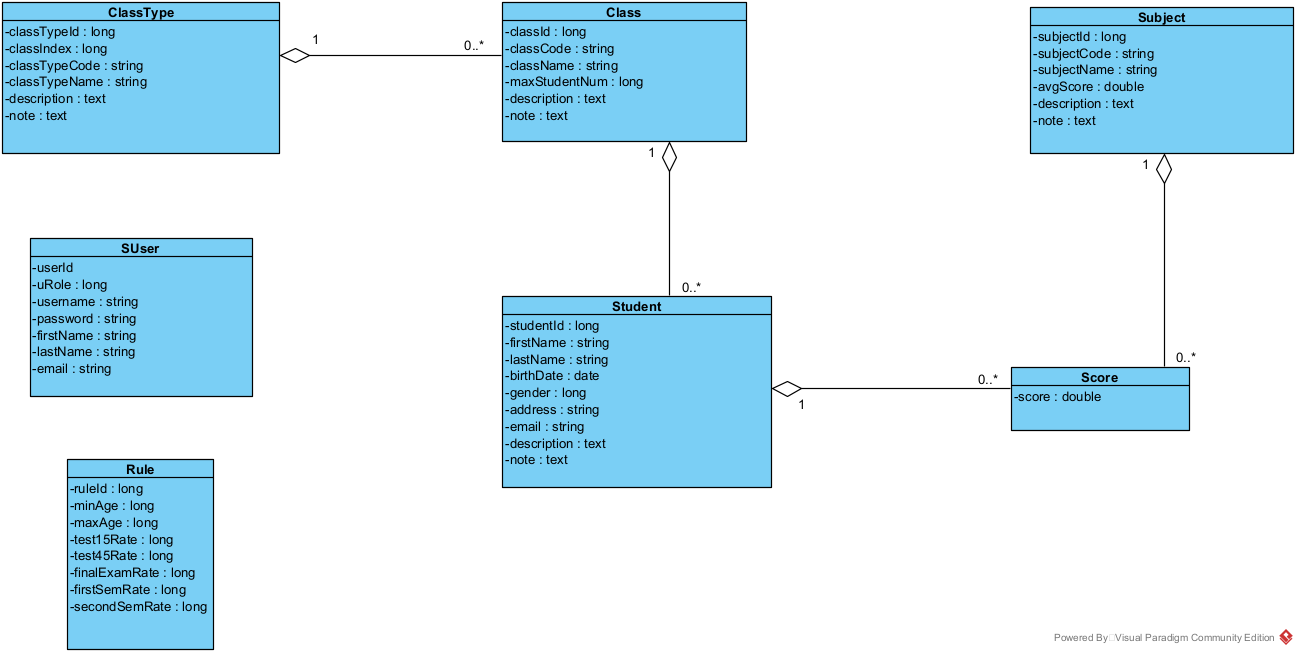 ClassType
-classTypeId : long
-classIndex : long
-classTypeCode : string
-classTypeName : string
-description : text
-note : text
1
0..*
Class
-classId : long
-classCode : string
-className : string
-maxStudentNum : long
-description : text
-note : text
1
0..*
Subject
-subjectId : long
-subjectCode : string
-subjectName : string
-avgScore : double
-description : text
-note : text
1
0..*
SUser
-userId
-uRole : long
-username : string
-password : string
-firstName : string
-lastName : string
-email : string
Student
-studentId : long
-firstName : string
-lastName : string
-birthDate : date
-gender : long
-address : string
-email : string
-description : text
-note : text
1
0..*
Score
-score : double
Rule
-ruleId : long
-minAge : long
-maxAge : long
-test15Rate : long
-test45Rate : long
-finalExamRate : long
-firstSemRate : long
-secondSemRate : long
Powered By Visual Paradigm Community Edition